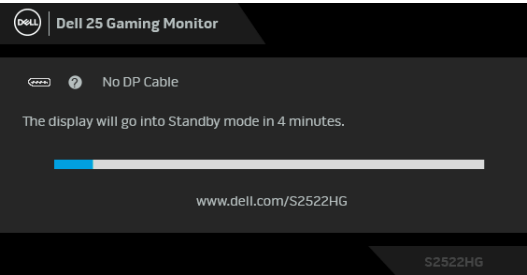 DELL
Dell 25 Gaming Monitor
? No DP Cable
The display will go into Standby mode in 4 minutes.
www.dell.com/S2522HG
S2522HG